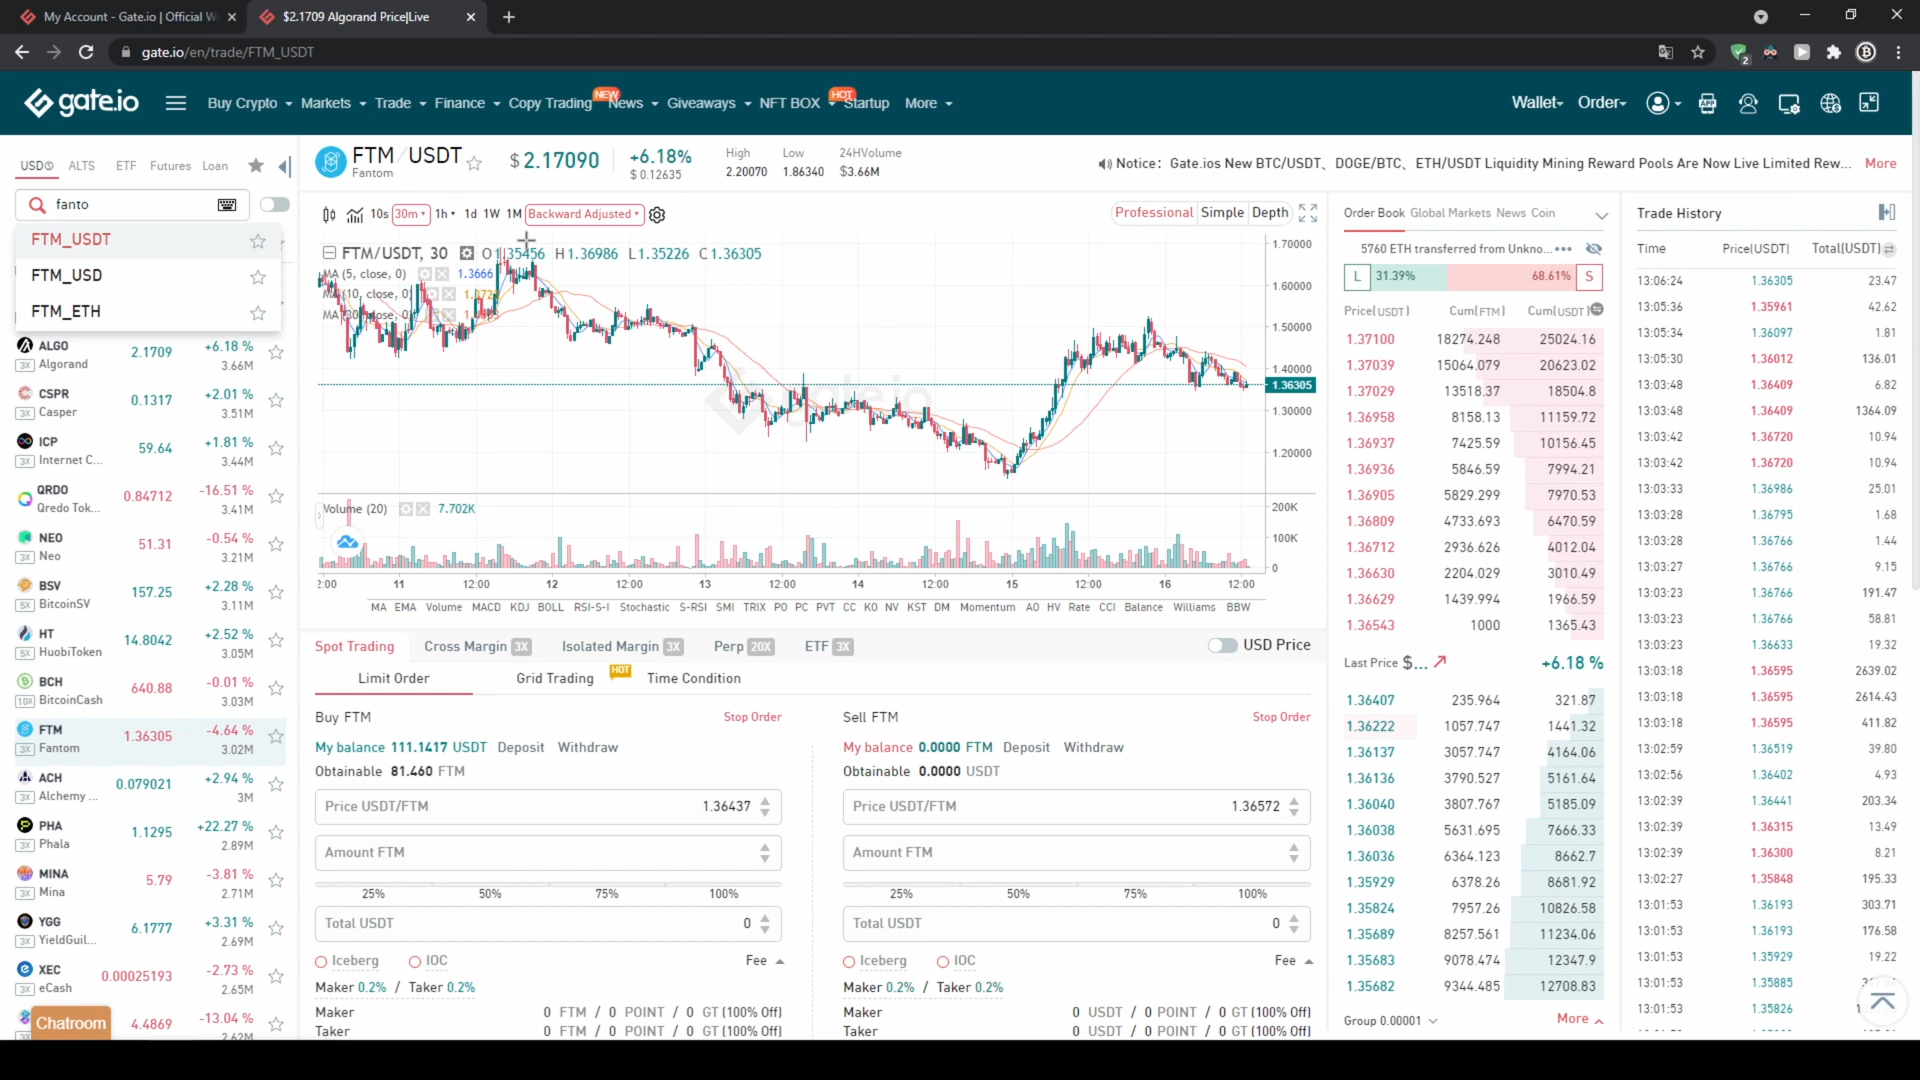 My Account - Gate.io | Official W
$2.1709 Algorand Price|Live
gate.io/en/trade/FTM_USDT
2
gate.io
Buy Crypto
Markets
Trade
Finance
Copy Trading
NEW
News
Giveaways
NFT BOX
HOT
Startup
More
Wallet
Order
USD
ALTS
ETF
Futures
Loan
fanto
FTM_USDT
FTM_USD
FTM_ETH
ALGO 2.1709 +6.18 %
3X Algorand 3.66M
CSPR 0.1317 +2.01 %
3X Casper 3.51M
ICP 59.64 +1.81 %
3X Internet C... 3.44M
QRDO 0.84712 -16.51 %
Qredo Tok... 3.41M
NEO 51.31 -0.54 %
3X Neo 3.21M
BSV 157.25 +2.28 %
5X BitcoinSV 3.11M
HT 14.8042 +2.52 %
5X HuobiToken 3.05M
BCH 640.88 -0.01 %
10X BitcoinCash 3.03M
FTM 1.36305 -4.64 %
3X Fantom 3.02M
ACH 0.079021 +2.94 %
3X Alchemy ... 3M
PHA 1.1295 +22.27 %
3X Phala 2.89M
MINA 5.79 -3.81 %
3X Mina 2.71M
YGG 6.1777 +3.31 %
3X YieldGuil... 2.69M
XEC 0.00025193 -2.73 %
3X eCash 2.65M
4.4869 -13.04 %
2.62M
Chatroom
FTM/USDT
Fantom
$ 2.17090
+6.18%
$ 0.12635
High
2.20070
Low
1.86340
24HVolume
$3.66M
Notice: Gate.ios New BTC/USDT、DOGE/BTC、ETH/USDT Liquidity Mining Reward Pools Are Now Live Limited Rew... More
10s 30m 1h 1d 1W 1M Backward Adjusted
Professional Simple Depth
FTM/USDT, 30 O1.35456 H1.36986 L1.35226 C1.36305
MA (5, close, 0) 1.3666
1.70000
1.60000
1.50000
1.40000
1.36305
1.30000
1.20000
gate.io
Volume (20) 7.702K
200K
100K
0
2:00 11 12:00 12 12:00 13 12:00 14 12:00 15 12:00 16 12:00
MA EMA Volume MACD KDJ BOLL RSI-S-I Stochastic S-RSI SMI TRIX PO PC PVT CC KO NV KST DM Momentum AO HV Rate CCI Balance Williams BBW
Spot Trading
Cross Margin 3X
Isolated Margin 3X
Perp 20X
ETF 3X
USD Price
Limit Order
Grid Trading
HOT
Time Condition
Buy FTM
Stop Order
My balance 111.1417 USDT Deposit Withdraw
Obtainable 81.460 FTM
Price USDT/FTM 1.36437
Amount FTM
25% 50% 75% 100%
Total USDT 0
Iceberg IOC Fee
Maker 0.2% / Taker 0.2%
Maker 0 FTM / 0 POINT / 0 GT (100% Off)
Taker 0 FTM / 0 POINT / 0 GT (100% Off)
Sell FTM
Stop Order
My balance 0.0000 FTM Deposit Withdraw
Obtainable 0.0000 USDT
Price USDT/FTM 1.36572
Amount FTM
25% 50% 75% 100%
Total USDT 0
Iceberg IOC Fee
Maker 0.2% / Taker 0.2%
Maker 0 USDT / 0 POINT / 0 GT (100% Off)
Taker 0 USDT / 0 POINT / 0 GT (100% Off)
Order Book Global Markets News Coin
5760 ETH transferred from Unkno...
L 31.39% 68.61% S
Price(USDT) Cum(FTM) Cum(USDT)
1.37100 18274.248 25024.16
1.37039 15064.079 20623.02
1.37029 13518.37 18504.8
1.36958 8158.13 11159.72
1.36937 7425.59 10156.45
1.36936 5846.59 7994.21
1.36905 5829.299 7970.53
1.36809 4733.693 6470.59
1.36712 2936.626 4012.04
1.36630 2204.029 3010.49
1.36629 1439.994 1966.59
1.36543 1000 1365.43
Last Price $... +6.18 %
1.36407 235.964 321.87
1.36222 1057.747 1441.32
1.36137 3057.747 4164.06
1.36136 3790.527 5161.64
1.36040 3807.767 5185.09
1.36038 5631.695 7666.33
1.36036 6364.123 8662.7
1.35929 6378.26 8681.92
1.35824 7957.26 10826.58
1.35689 8257.561 11234.06
1.35683 9078.474 12347.9
1.35682 9344.485 12708.83
Group 0.00001 More
Trade History
Time Price(USDT) Total(USDT)
13:06:24 1.36305 23.47
13:05:36 1.35961 42.62
13:05:34 1.36097 1.81
13:05:30 1.36012 136.01
13:03:48 1.36409 6.82
13:03:48 1.36409 1364.09
13:03:42 1.36720 10.94
13:03:42 1.36720 10.94
13:03:33 1.36986 25.01
13:03:28 1.36795 1.68
13:03:28 1.36766 1.44
13:03:27 1.36766 9.15
13:03:23 1.36766 191.47
13:03:23 1.36766 58.81
13:03:23 1.36633 19.32
13:03:18 1.36595 2639.02
13:03:18 1.36595 2614.43
13:03:18 1.36595 411.82
13:02:59 1.36519 39.80
13:02:56 1.36402 4.93
13:02:39 1.36441 203.34
13:02:39 1.36315 13.49
13:02:39 1.36300 8.21
13:02:27 1.35848 195.33
13:01:53 1.36193 303.71
13:01:53 1.36193 176.58
13:01:53 1.35929 19.22
13:01:53 1.35885
13:01:53 1.35826